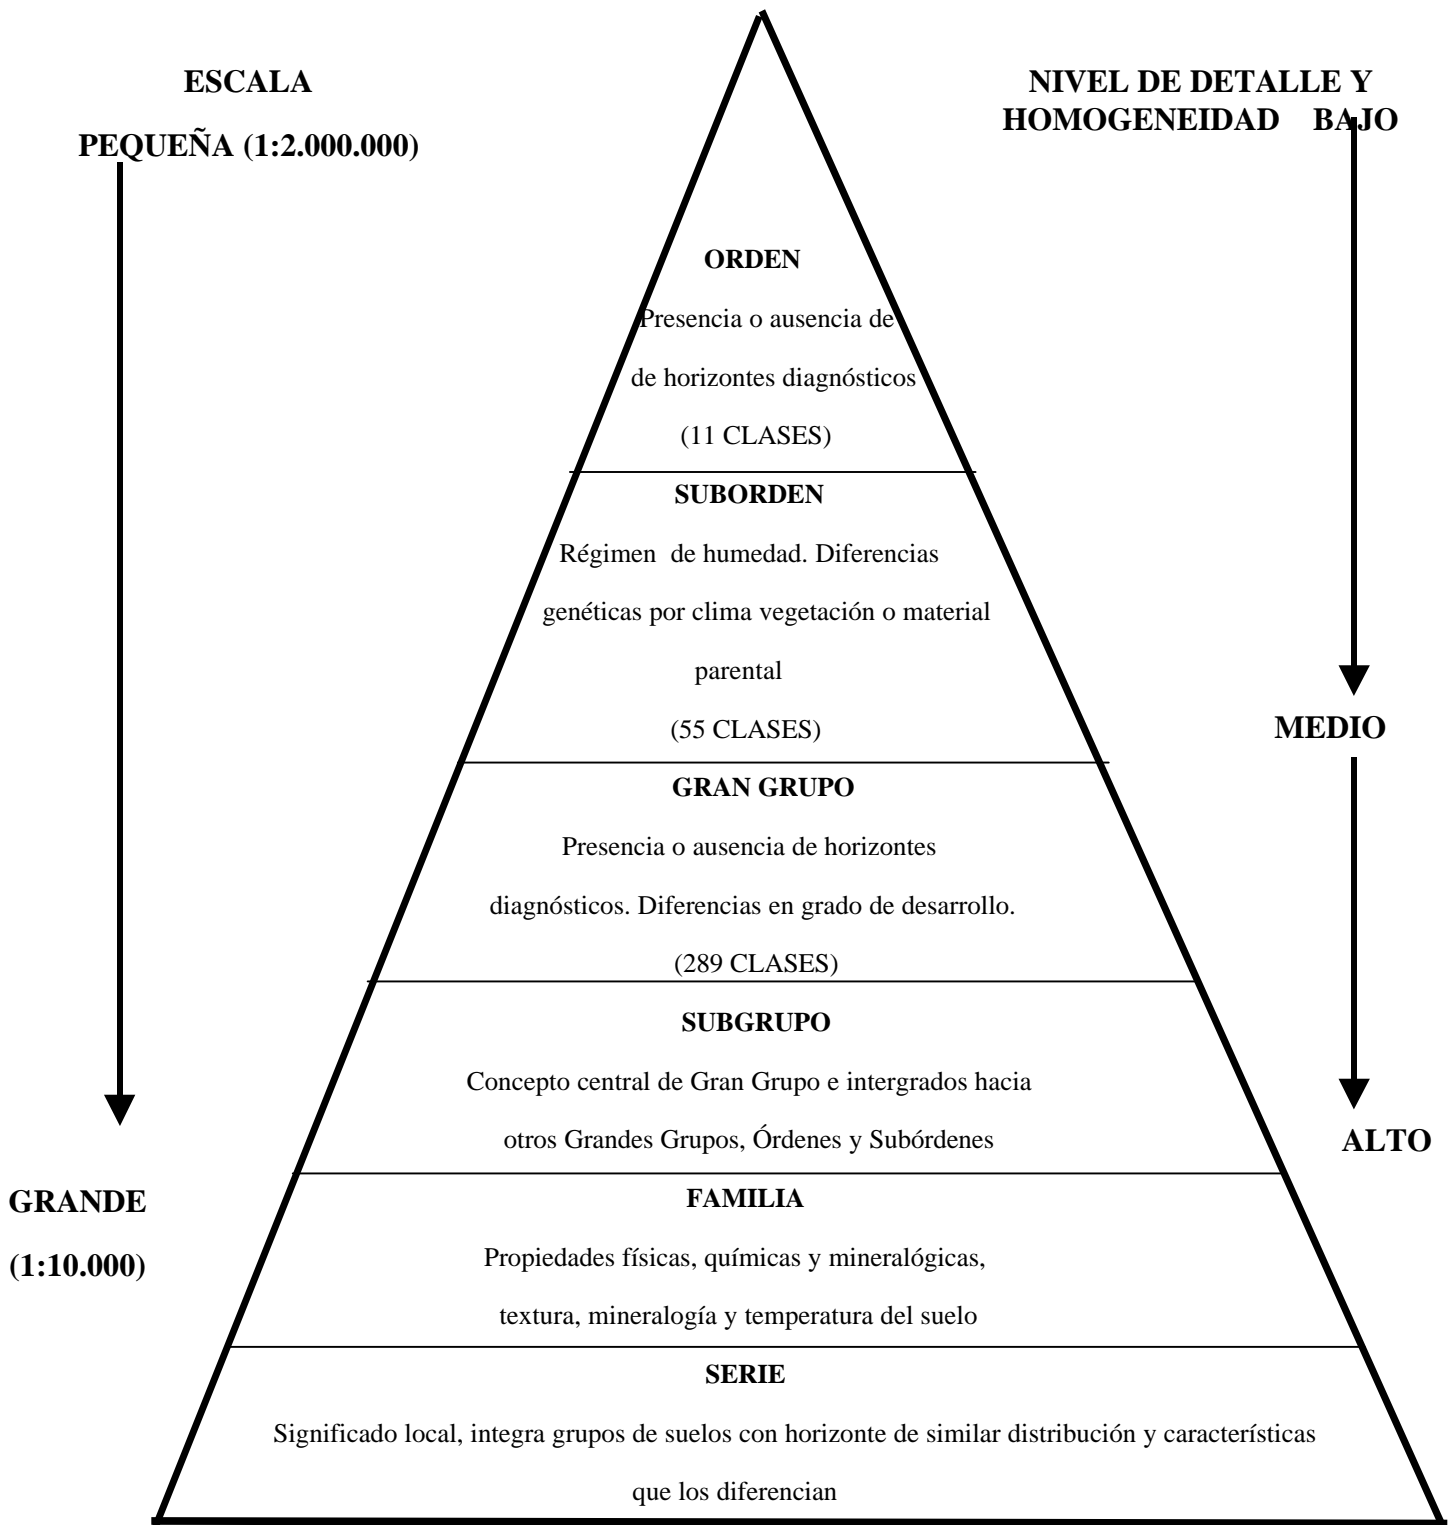 ESCALA
PEQUEÑA (1:2.000.000)
NIVEL DE DETALLE Y
HOMOGENEIDAD BAJO
ORDEN
Presencia o ausencia de
de horizontes diagnósticos
(11 CLASES)
SUBORDEN
Régimen de humedad. Diferencias
genéticas por clima vegetación o material
parental
(55 CLASES)
MEDIO
GRAN GRUPO
Presencia o ausencia de horizontes
diagnósticos. Diferencias en grado de desarrollo.
(289 CLASES)
SUBGRUPO
Concepto central de Gran Grupo e intergrados hacia
otros Grandes Grupos, Órdenes y Subórdenes
ALTO
GRANDE
(1:10.000)
FAMILIA
Propiedades físicas, químicas y mineralógicas,
textura, mineralogía y temperatura del suelo
SERIE
Significado local, integra grupos de suelos con horizonte de similar distribución y características
que los diferencian